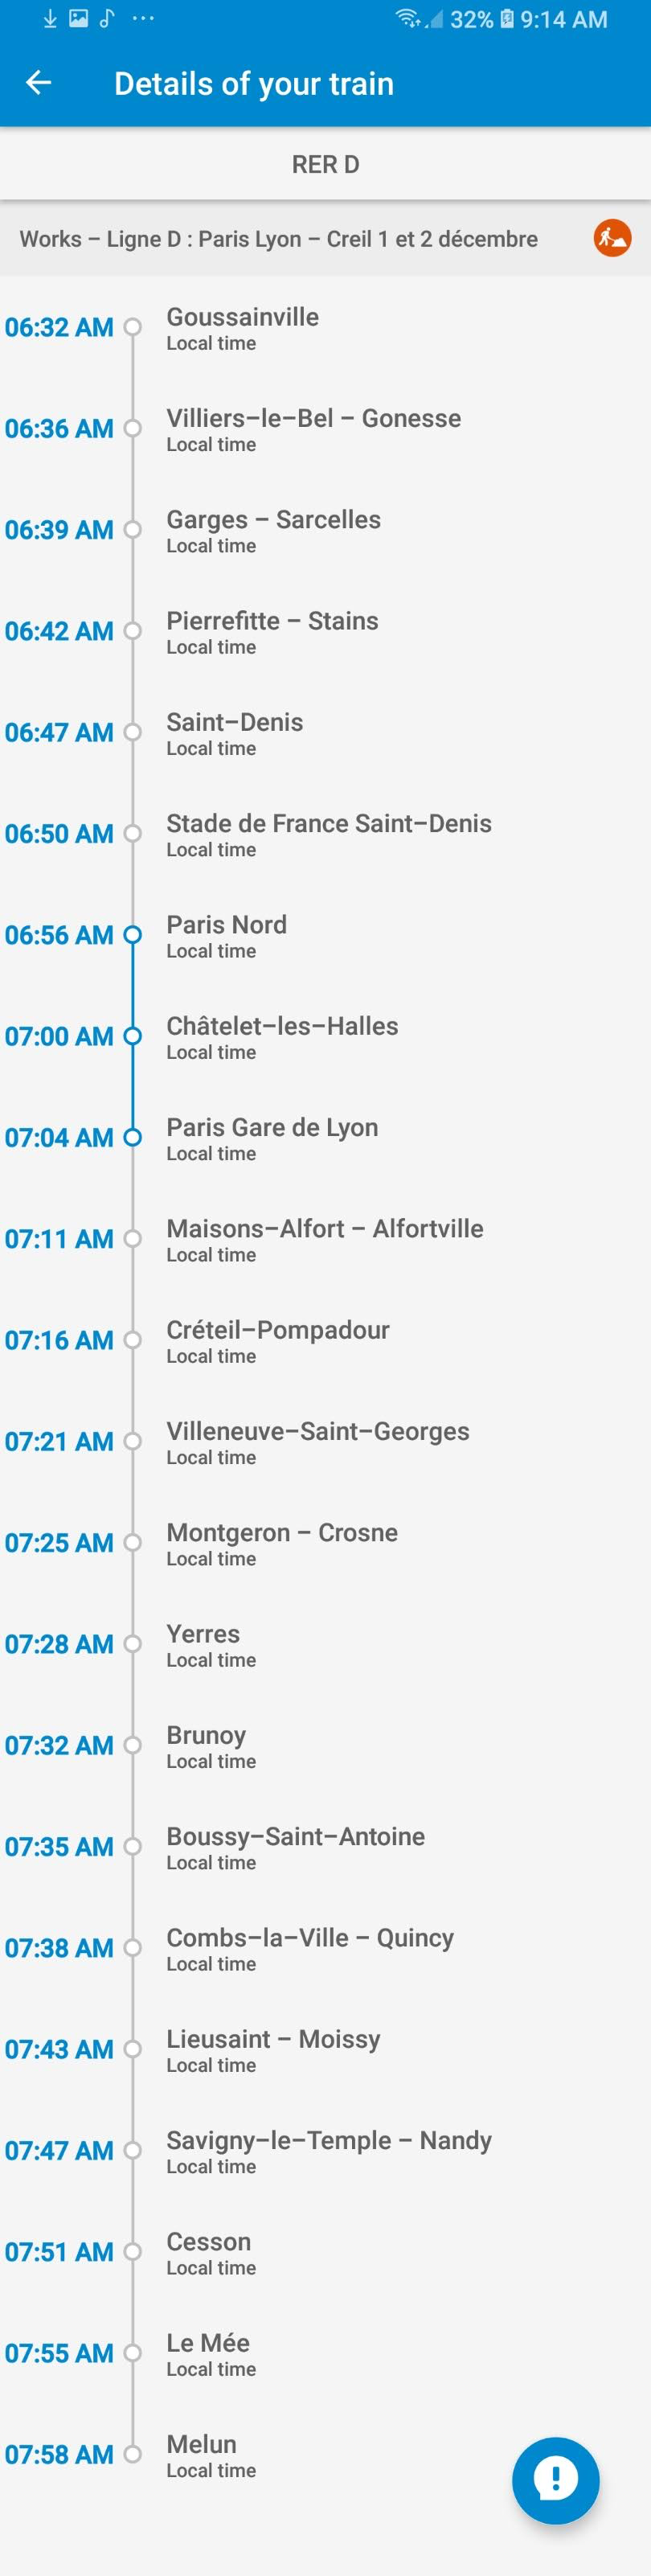 32% 9:14 AM
Details of your train
RER D
Works – Ligne D : Paris Lyon – Creil 1 et 2 décembre
06:32 AM Goussainville
Local time
06:36 AM Villiers-le-Bel – Gonesse
Local time
06:39 AM Garges – Sarcelles
Local time
06:42 AM Pierrefitte – Stains
Local time
06:47 AM Saint-Denis
Local time
06:50 AM Stade de France Saint-Denis
Local time
06:56 AM Paris Nord
Local time
07:00 AM Châtelet-les-Halles
Local time
07:04 AM Paris Gare de Lyon
Local time
07:11 AM Maisons-Alfort – Alfortville
Local time
07:16 AM Créteil-Pompadour
Local time
07:21 AM Villeneuve-Saint-Georges
Local time
07:25 AM Montgeron – Crosne
Local time
07:28 AM Yerres
Local time
07:32 AM Brunoy
Local time
07:35 AM Boussy-Saint-Antoine
Local time
07:38 AM Combs-la-Ville – Quincy
Local time
07:43 AM Lieusaint – Moissy
Local time
07:47 AM Savigny-le-Temple – Nandy
Local time
07:51 AM Cesson
Local time
07:55 AM Le Mée
Local time
07:58 AM Melun
Local time